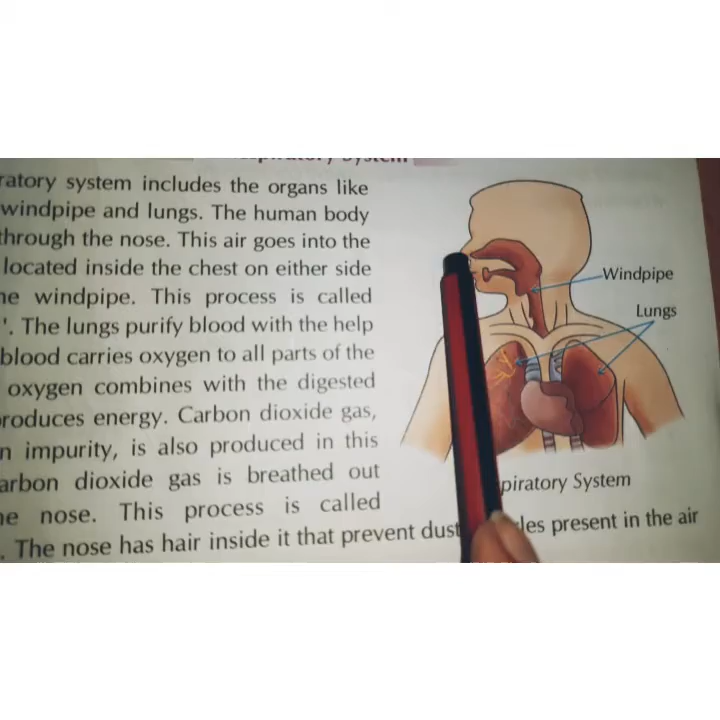 ratory system includes the organs like
windpipe and lungs. The human body
through the nose. This air goes into the
located inside the chest on either side
he windpipe. This process is called
'. The lungs purify blood with the help
blood carries oxygen to all parts of the
oxygen combines with the digested
produces energy. Carbon dioxide gas,
n impurity, is also produced in this
arbon dioxide gas is breathed out
he nose. This process is called
. The nose has hair inside it that prevent dust les present in the air
Windpipe
Lungs
piratory System